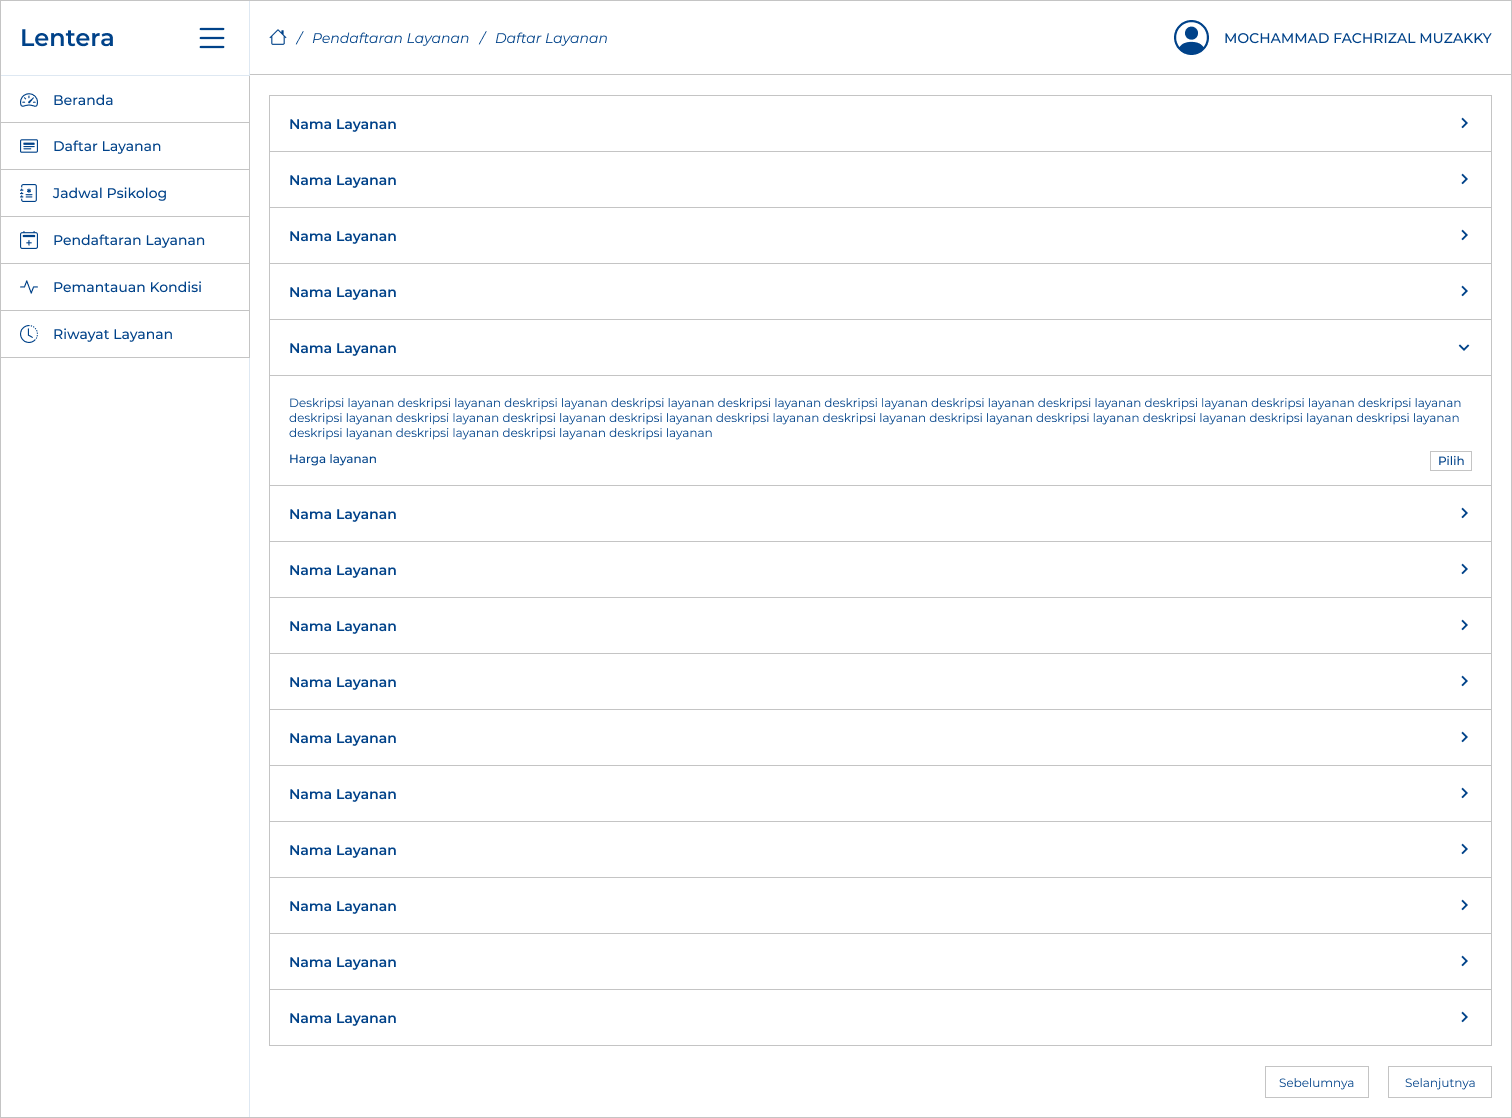 Lentera
/ Pendaftaran Layanan / Daftar Layanan
MOCHAMMAD FACHRIZAL MUZAKKY
Beranda
Daftar Layanan
Jadwal Psikolog
Pendaftaran Layanan
Pemantauan Kondisi
Riwayat Layanan
Nama Layanan
Nama Layanan
Nama Layanan
Nama Layanan
Nama Layanan
Deskripsi layanan deskripsi layanan deskripsi layanan deskripsi layanan deskripsi layanan deskripsi layanan deskripsi layanan deskripsi layanan deskripsi layanan deskripsi layanan deskripsi layanan
deskripsi layanan deskripsi layanan deskripsi layanan deskripsi layanan deskripsi layanan deskripsi layanan deskripsi layanan deskripsi layanan deskripsi layanan deskripsi layanan deskripsi layanan
deskripsi layanan deskripsi layanan deskripsi layanan deskripsi layanan
Harga layanan
Pilih
Nama Layanan
Nama Layanan
Nama Layanan
Nama Layanan
Nama Layanan
Nama Layanan
Nama Layanan
Nama Layanan
Nama Layanan
Nama Layanan
Sebelumnya
Selanjutnya